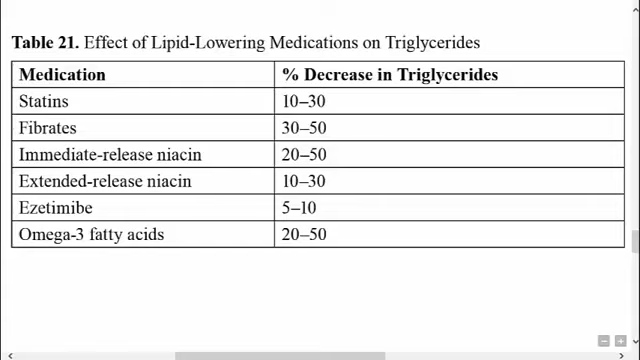 Table 21. Effect of Lipid-Lowering Medications on Triglycerides
Medication % Decrease in Triglycerides
Statins 10–30
Fibrates 30–50
Immediate-release niacin 20–50
Extended-release niacin 10–30
Ezetimibe 5–10
Omega-3 fatty acids 20–50